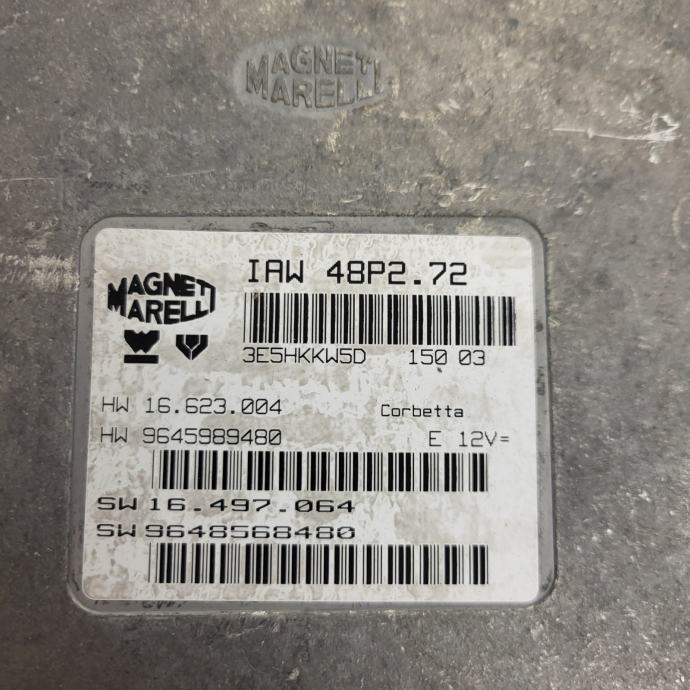 MAGNETI
MARELLI
IAW 48P2.72
MAGNETI
MARELLI
3E5HKKW5D 150 03
HW 16.623.004 Corbetta
HW 9645989480 E 12V=
SW 16.497.064
SW 9648568480